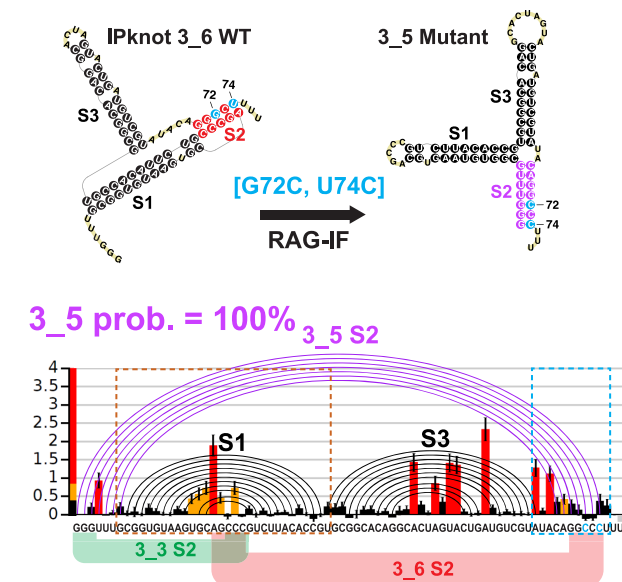 IPknot 3_6 WT
3_5 Mutant
S3
72
74
S2
S1
[G72C, U74C]
RAG-IF
S3
S1
S2
72
74
3_5 prob. = 100%
3_5 S2
4
3.5
3
2.5
2
1.5
1
0.5
0
S1
S3
GGGUUUGCGGUGUAAGUGCAGCCCGUCUUACACCGUGCGGCACAGGCACUAGUACUGAUGUCGUAUACAGGCCCUUU
3_3 S2
3_6 S2